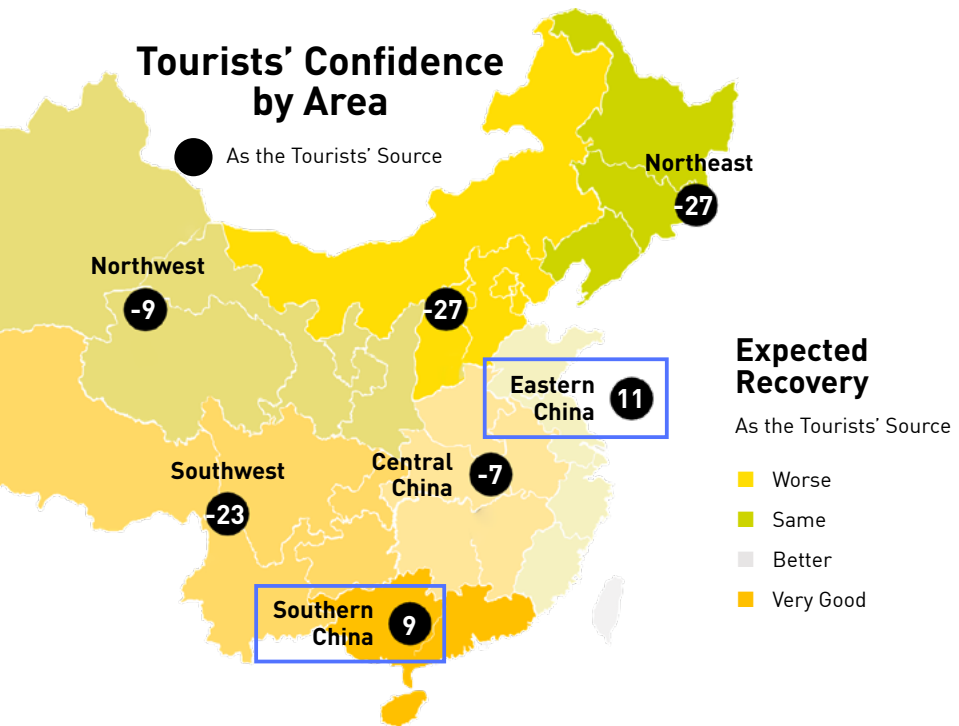 Tourists’ Confidence
by Area
As the Tourists’ Source
Northeast
-27
Northwest
-9
-27
Eastern
China
11
Southwest
-23
Central
China
-7
Southern
China
9
Expected
Recovery
As the Tourists’ Source
Worse
Same
Better
Very Good